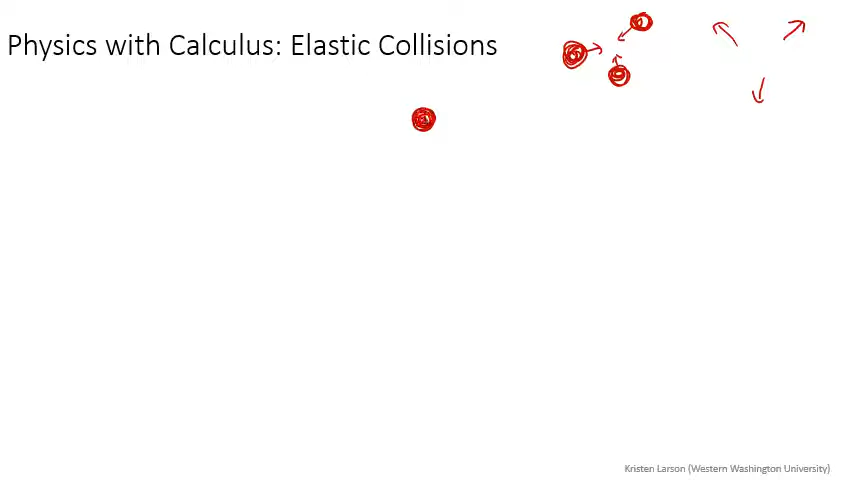 Physics with Calculus: Elastic Collisions
Kristen Larson (Western Washington University)